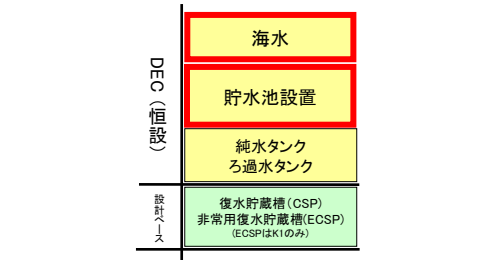 DEC（恒設）
海水
貯水池設置
純水タンク
ろ過水タンク
設計ベース
復水貯蔵槽(CSP)
非常用復水貯蔵槽(ECSP)
(ECSPはK1のみ)